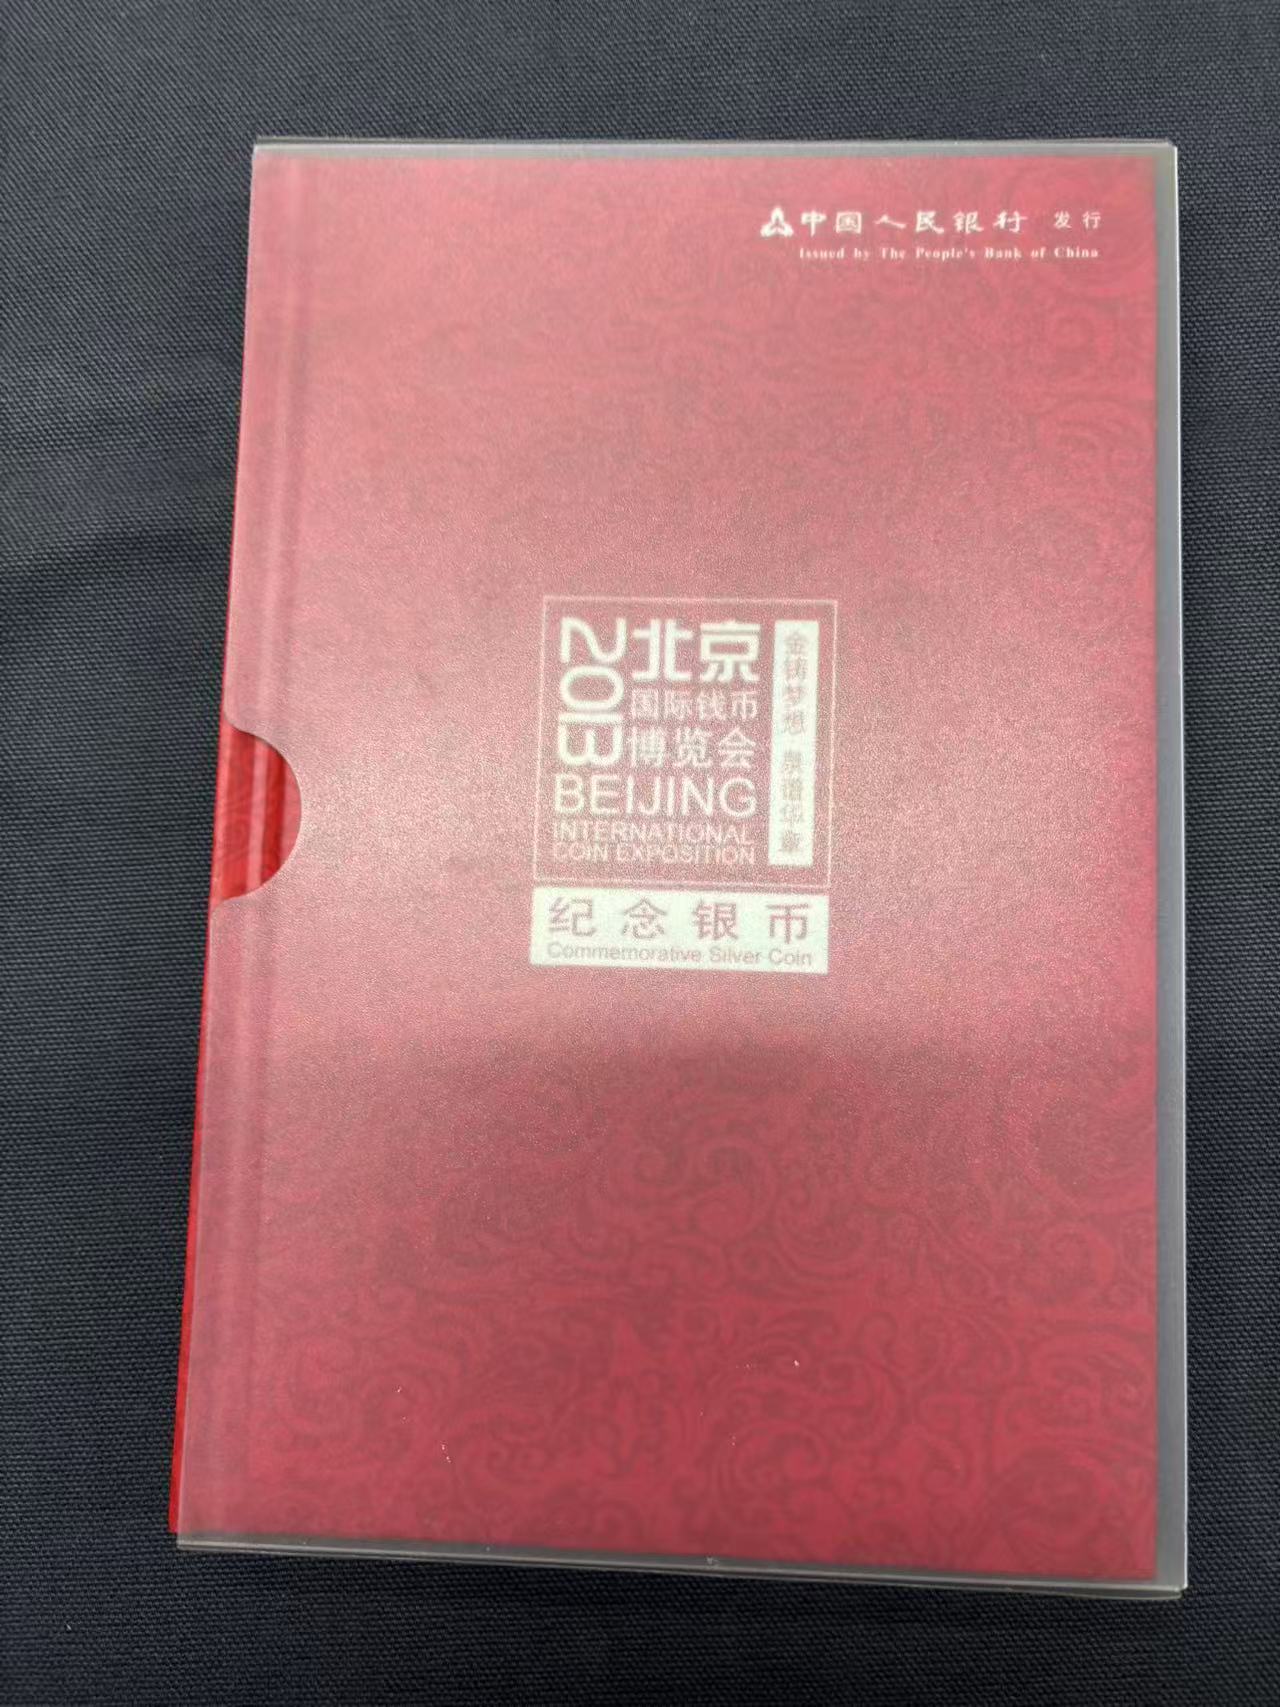 中国人民银行 发行
Issued by The People's Bank of China
2013
北京
国际钱币
博览会
BEIJING
INTERNATIONAL
COIN EXPOSITION
金铸梦想 泉谱华章
纪念银币
Commemorative Silver Coin